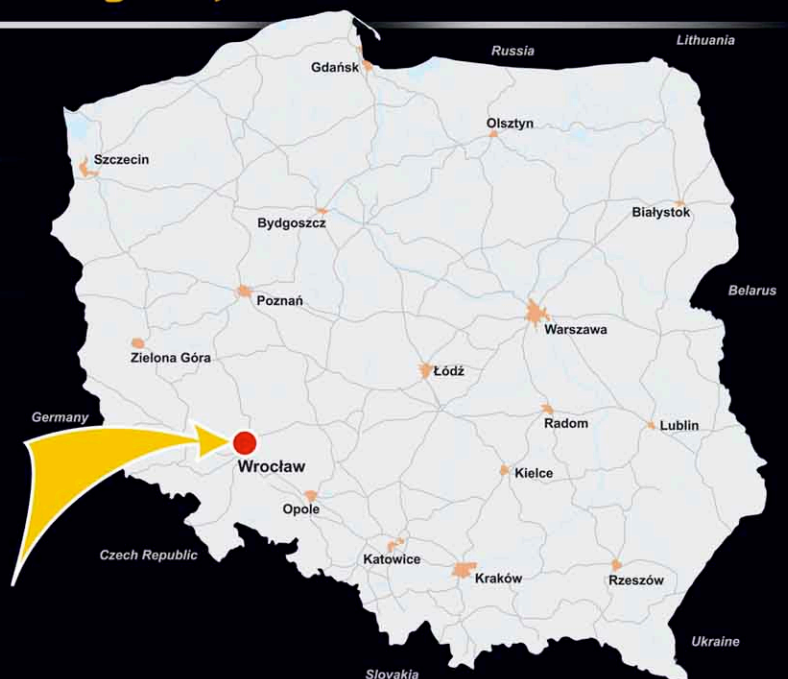 Lithuania
Russia
Gdańsk
Olsztyn
Szczecin
Białystok
Bydgoszcz
Belarus
Poznań
Warszawa
Zielona Góra
Łódź
Germany
Radom
Lublin
Wrocław
Kielce
Opole
Czech Republic
Katowice
Kraków
Rzeszów
Ukraine
Slovakia